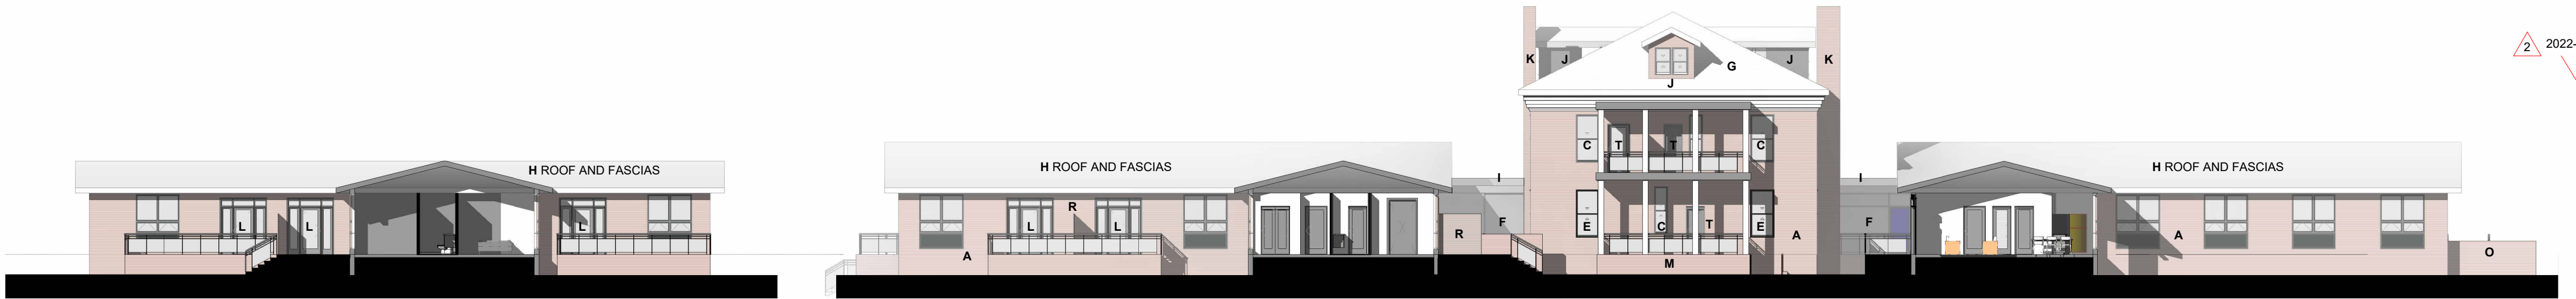 2 2022-
K J J K
G
J
C T T C
H ROOF AND FASCIAS
H ROOF AND FASCIAS
H ROOF AND FASCIAS
I I
R
L L L
L L
R F
E C T E
F
A
A
A
M
O